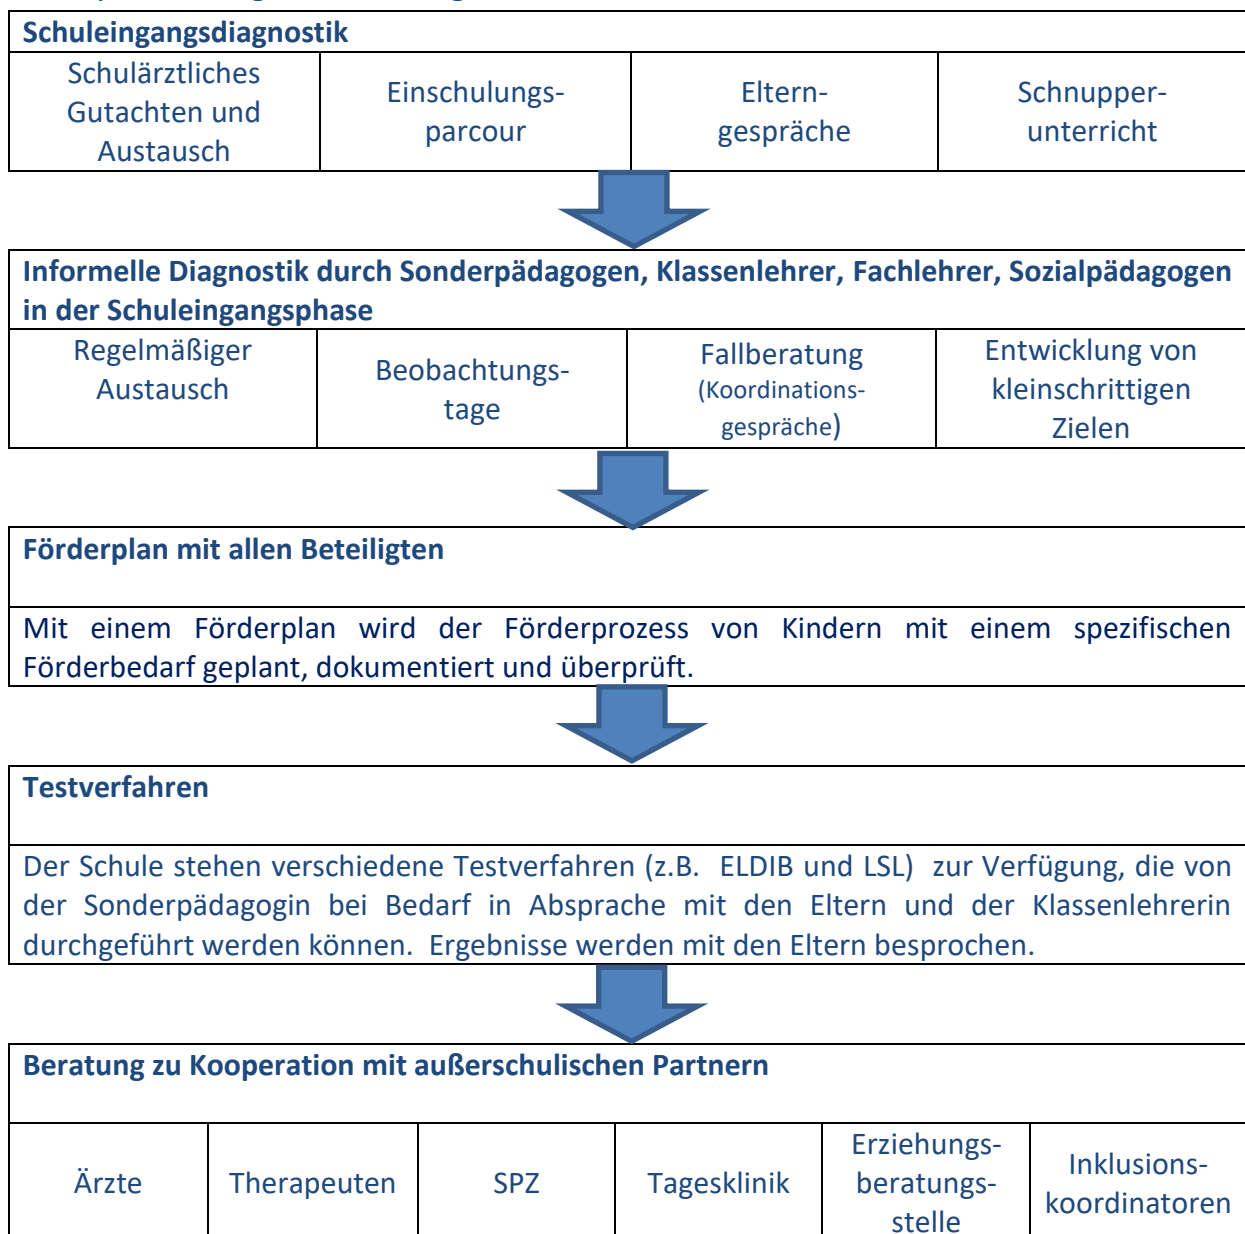 Schuleingangsdiagnostik
Schulärztliches
Gutachten und
Austausch
Einschulungs-
parcour
Eltern-
gespräche
Schnupper-
unterricht
Informelle Diagnostik durch Sonderpädagogen, Klassenlehrer, Fachlehrer, Sozialpädagogen
in der Schuleingangsphase
Regelmäßiger
Austausch
Beobachtungs-
tage
Fallberatung
(Koordinations-
gespräche)
Entwicklung von
kleinschrittigen
Zielen
Förderplan mit allen Beteiligten
Mit einem Förderplan wird der Förderprozess von Kindern mit einem spezifischen
Förderbedarf geplant, dokumentiert und überprüft.
Testverfahren
Der Schule stehen verschiedene Testverfahren (z.B. ELDIB und LSL) zur Verfügung, die von
der Sonderpädagogin bei Bedarf in Absprache mit den Eltern und der Klassenlehrerin
durchgeführt werden können. Ergebnisse werden mit den Eltern besprochen.
Beratung zu Kooperation mit außerschulischen Partnern
Ärzte
Therapeuten
SPZ
Tagesklinik
Erziehungs-
beratungs-
stelle
Inklusions-
koordinatoren